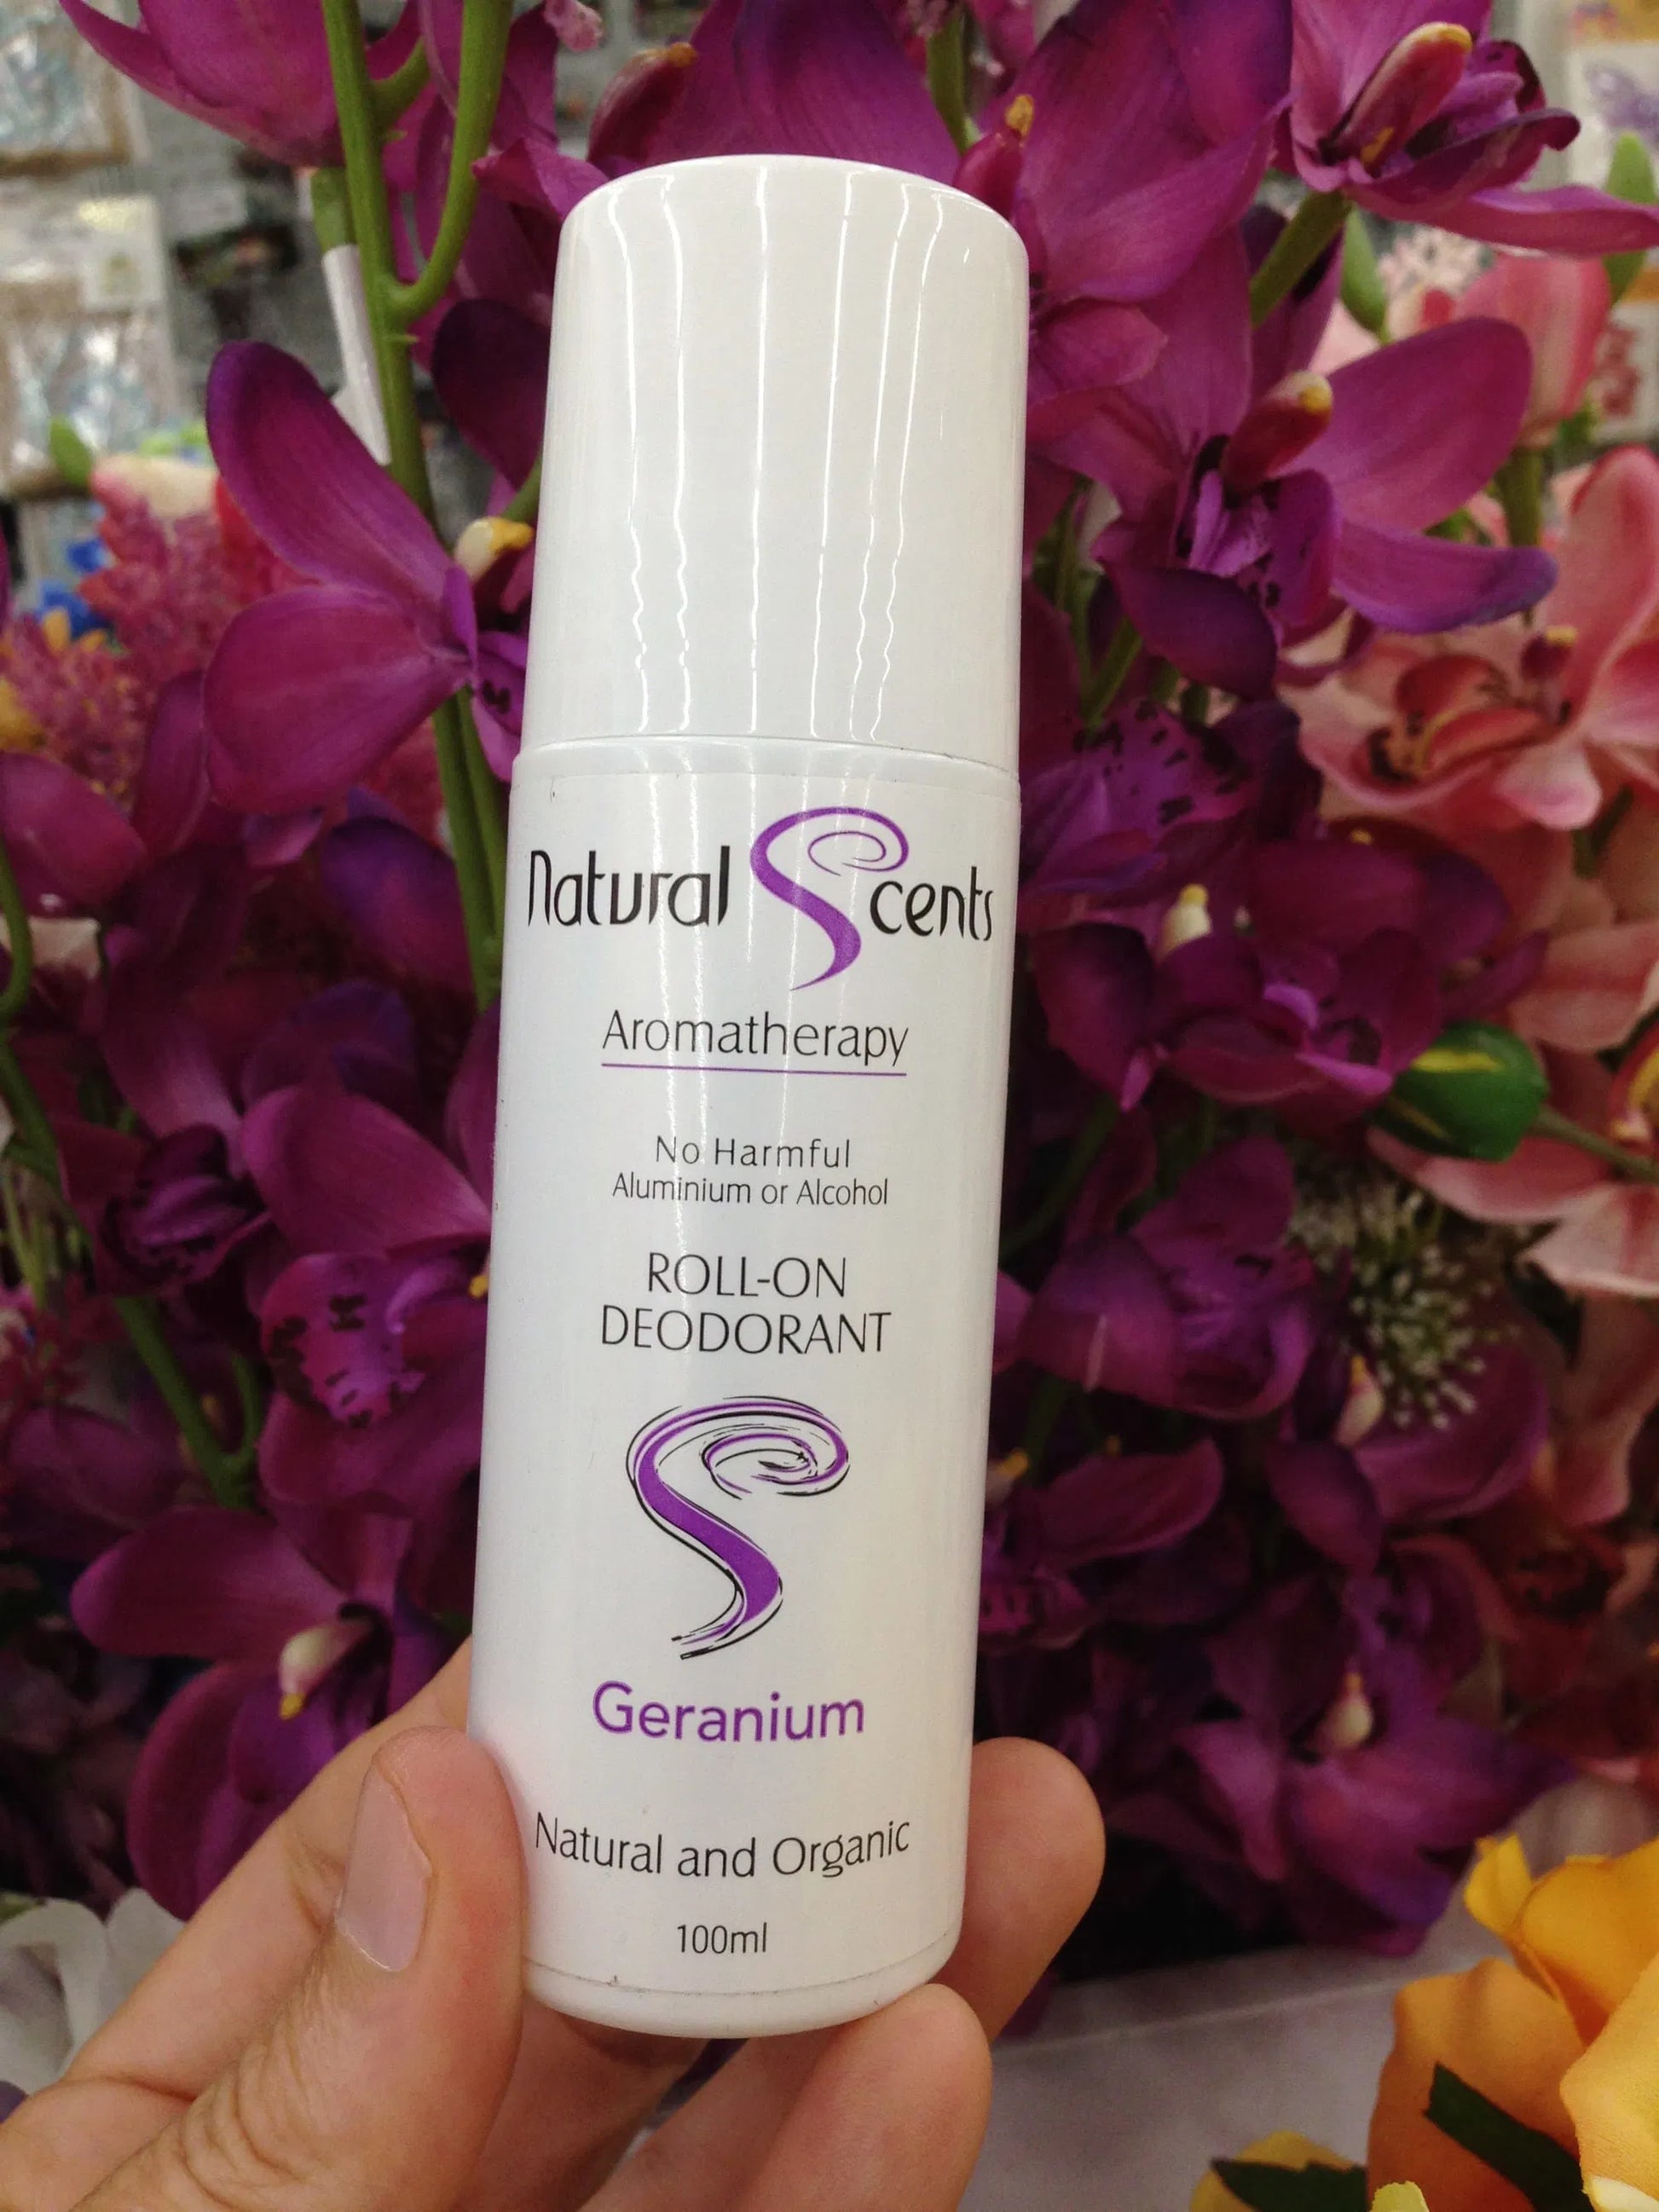 Natural Scents
Aromatherapy
No Harmful
Aluminium or Alcohol
ROLL-ON
DEODORANT
Geranium
Natural and Organic
100ml